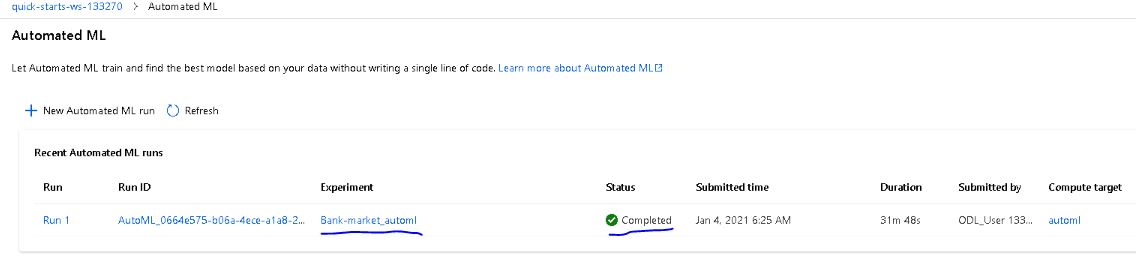 quick-starts-ws-133270 > Automated ML
Automated ML
Let Automated ML train and find the best model based on your data without writing a single line of code. Learn more about Automated ML
New Automated ML run Refresh
Recent Automated ML runs
Run Run ID Experiment Status Submitted time Duration Submitted by Compute target
Run 1 AutoML_0664e575-b06a-4ece-a1a8-2... Bank-market_automl Completed Jan 4, 2021 6:25 AM 31m 48s ODL_User 133... automl